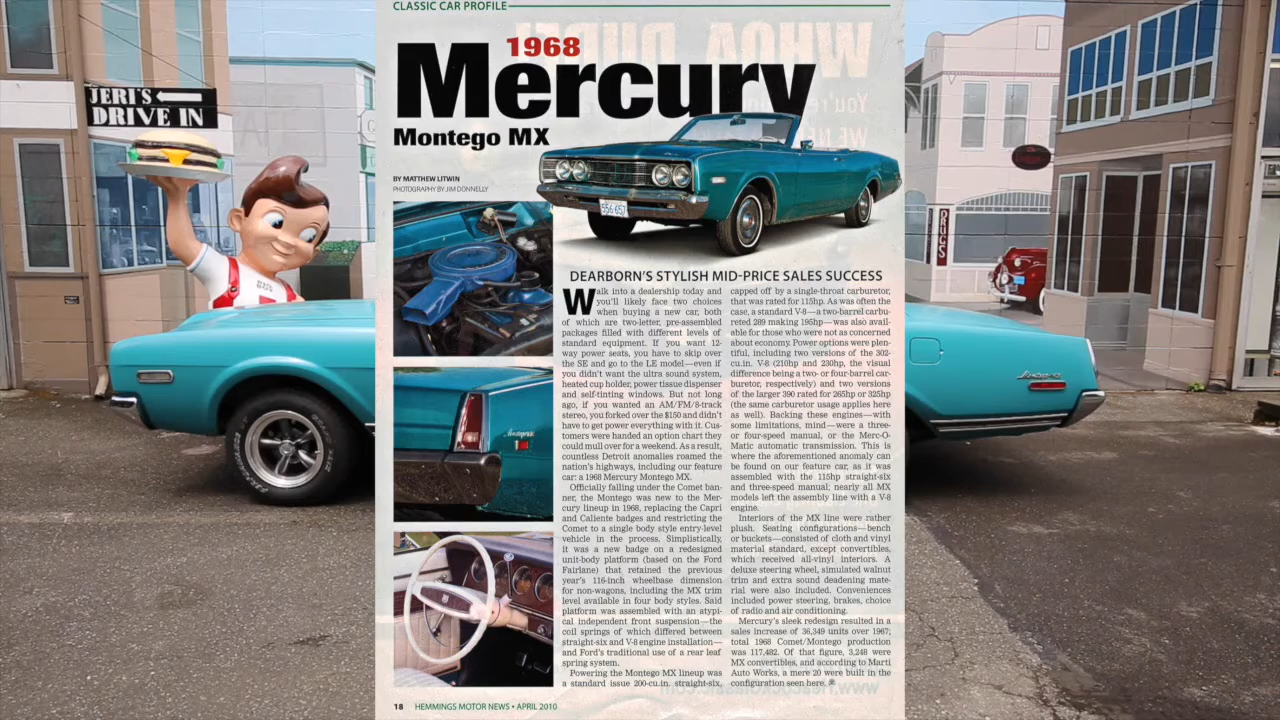 CLASSIC CAR PROFILE
1968
Mercury
Montego MX
BY MATTHEW LITWIN
PHOTOGRAPHY BY JIM DONNELLY
JERI'S
DRIVE IN
DRUGS
556 657
DEARBORN'S STYLISH MID-PRICE SALES SUCCESS
Walk into a dealership today and
you'll likely face two choices
when buying a new car, both
of which are two-letter, pre-assembled
packages filled with different levels of
standard equipment. If you want 12-
way power seats, you have to skip over
the SE and go to the LE model—even if
you didn't want the ultra sound system,
heated cup holder, power tissue dispenser
and self-tinting windows. But not long
ago, if you wanted an AM/FM/8-track
stereo, you forked over the $150 and didn't
have to get power everything with it. Cus-
tomers were handed an option chart they
could mull over for a weekend. As a result,
countless Detroit anomalies roamed the
nation's highways, including our feature
car: a 1968 Mercury Montego MX.
Officially falling under the Comet ban-
ner, the Montego was new to the Mer-
cury lineup in 1968, replacing the Capri
and Caliente badges and restricting the
Comet to a single body style entry-level
vehicle in the process. Simplistically,
it was a new badge on a redesigned
unit-body platform (based on the Ford
Fairlane) that retained the previous
year's 116-inch wheelbase dimension
for non-wagons, including the MX trim
level available in four body styles. Said
platform was assembled with an atypi-
cal independent front suspension—the
coil springs of which differed between
straight-six and V-8 engine installation—
and Ford's traditional use of a rear leaf
spring system.
Powering the Montego MX lineup was
a standard issue 200-cu.in. straight-six,
capped off by a single-throat carburetor,
that was rated for 115hp. As was often the
case, a standard V-8—a two-barrel carbu-
reted 289 making 195hp—was also avail-
able for those who were not as concerned
about economy. Power options were plen-
tiful, including two versions of the 302-
cu.in. V-8 (210hp and 230hp, the visual
difference being a two- or four-barrel car-
buretor, respectively) and two versions
of the larger 390 rated for 265hp or 325hp
(the same carburetor usage applies here
as well). Backing these engines—with
some limitations, mind—were a three-
or four-speed manual, or the Merc-O-
Matic automatic transmission. This is
where the aforementioned anomaly can
be found on our feature car, as it was
assembled with the 115hp straight-six
and three-speed manual; nearly all MX
models left the assembly line with a V-8
engine.
Interiors of the MX line were rather
plush. Seating configurations—bench
or buckets—consisted of cloth and vinyl
material standard, except convertibles,
which received all-vinyl interiors. A
deluxe steering wheel, simulated walnut
trim and extra sound deadening mate-
rial were also included. Conveniences
included power steering, brakes, choice
of radio and air conditioning.
Mercury's sleek redesign resulted in a
sales increase of 36,349 units over 1967;
total 1968 Comet/Montego production
was 117,482. Of that figure, 3,248 were
MX convertibles, and according to Marti
Auto Works, a mere 20 were built in the
configuration seen here.
18 HEMMINGS MOTOR NEWS • APRIL 2010